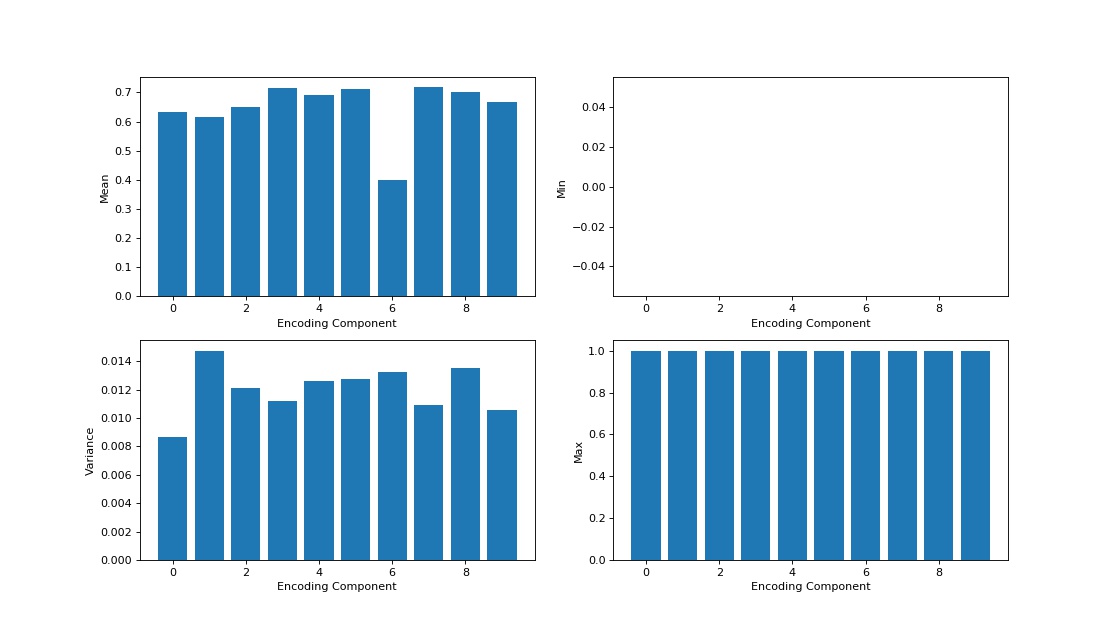 0.7
0.6
0.5
0.4
0.3
0.2
0.1
0.0
Mean
0 2 4 6 8
Encoding Component
0.04
0.02
0.00
−0.02
−0.04
Min
0 2 4 6 8
Encoding Component
0.014
0.012
0.010
0.008
0.006
0.004
0.002
0.000
Variance
0 2 4 6 8
Encoding Component
1.0
0.8
0.6
0.4
0.2
0.0
Max
0 2 4 6 8
Encoding Component